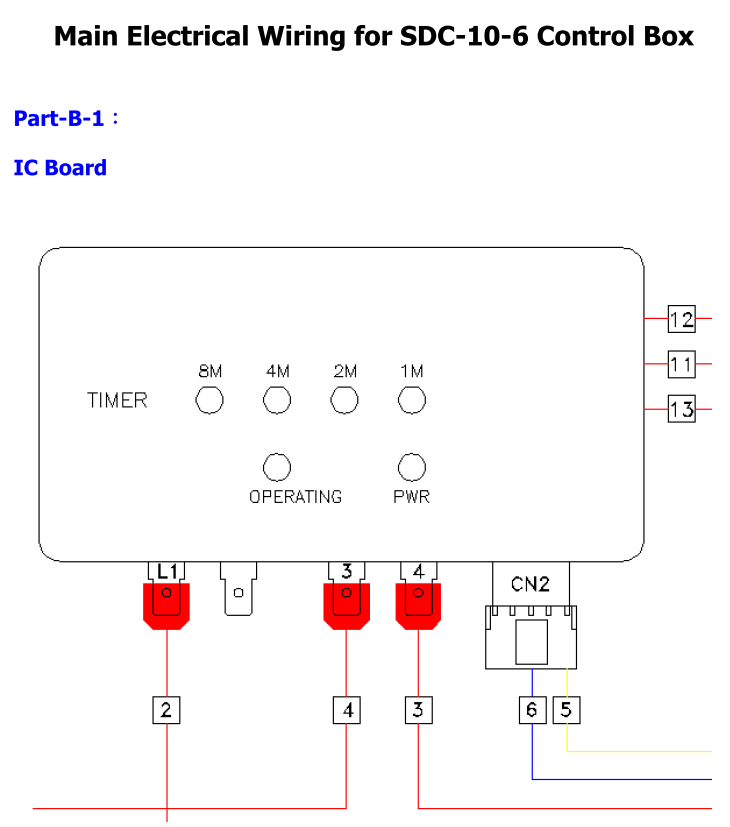 Main Electrical Wiring for SDC-10-6 Control Box
Part-B-1：
IC Board
12
8M 4M 2M 1M
11
TIMER
13
OPERATING PWR
L1 3 4 CN2
2 4 3 6 5